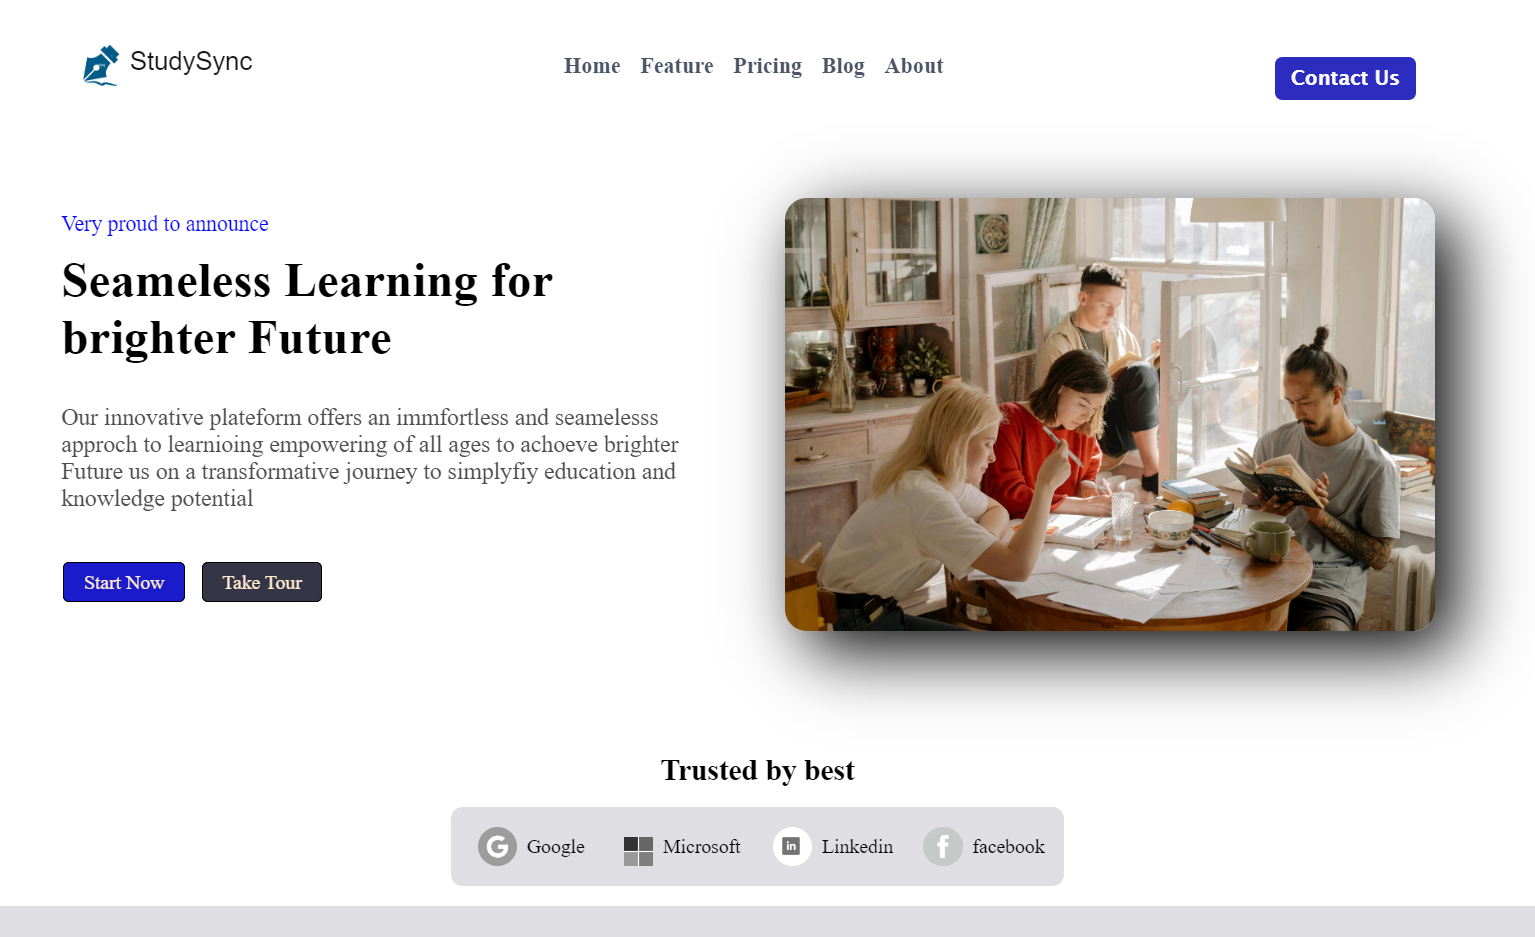 StudySync
Home Feature Pricing Blog About
Contact Us
Very proud to announce
Seameless Learning for
brighter Future
Our innovative plateform offers an immfortless and seamelesss
approch to learnioing empowering of all ages to achoeve brighter
Future us on a transformative journey to simplyfiy education and
knowledge potential
Start Now Take Tour
Trusted by best
Google Microsoft in Linkedin facebook